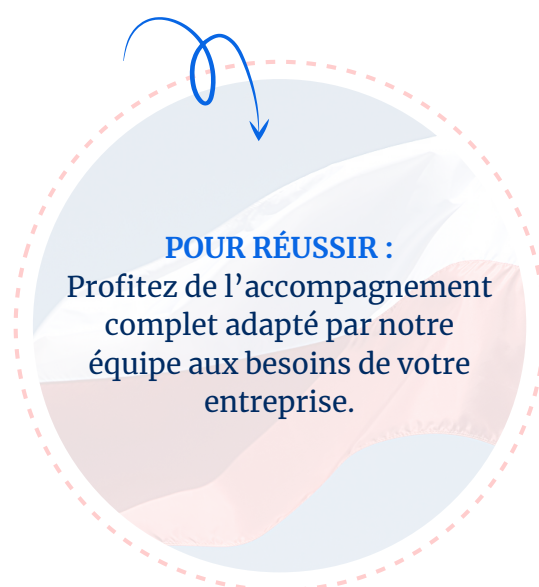 POUR RÉUSSIR :
Profitez de l’accompagnement
complet adapté par notre
équipe aux besoins de votre
entreprise.